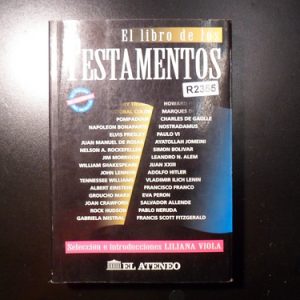 El libro de los
TESTAMENTOS
R2355
HOWARD
MARQUES
POMPADOUR CHARLES DE GAULLE
NAPOLEON BONAPARTE NOSTRADAMUS
ELVIS PRESLEY PAULO VI
JUAN MANUEL DE ROSAS AYATOLLAH JOMEINI
NELSON A. ROCKEFELLER SIMON BOLIVAR
JIM MORRISON LEANDRO N. ALEM
WILLIAM SHAKESPEARE JUAN XXIII
JOHN LENNON ADOLFO HITLER
TENNESSEE WILLIAMS VLADIMIR ILICH LENIN
ALBERT EINSTEIN FRANCISCO FRANCO
GROUCHO MARX EVA PERON
JOAN CRAWFORD SALVADOR ALLENDE
ROCK HUDSON PABLO NERUDA
GABRIELA MISTRAL FRANCIS SCOTT FITZGERALD
Selección e Introducciones LILIANA VIOLA
EL ATENEO